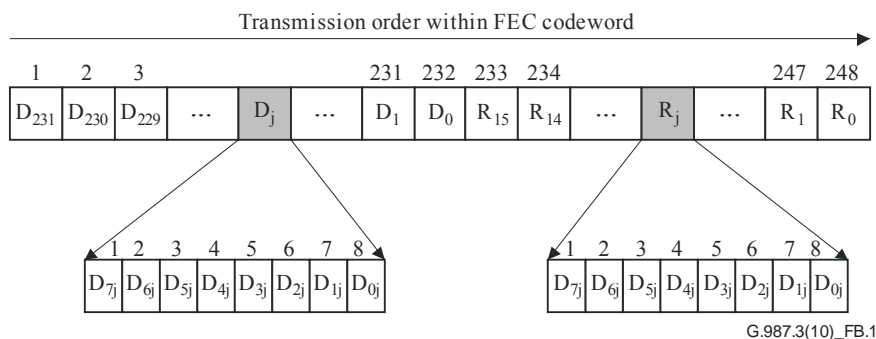 Transmission order within FEC codeword
1 2 3 231 232 233 234 247 248
D₂₃₁ D₂₃₀ D₂₂₉ ... Dⱼ ... D₁ D₀ R₁₅ R₁₄ ... Rⱼ ... R₁ R₀
1 2 3 4 5 6 7 8 1 2 3 4 5 6 7 8
D₇ⱼ D₆ⱼ D₅ⱼ D₄ⱼ D₃ⱼ D₂ⱼ D₁ⱼ D₀ⱼ D₇ⱼ D₆ⱼ D₅ⱼ D₄ⱼ D₃ⱼ D₂ⱼ D₁ⱼ D₀ⱼ
G.987.3(10)_FB.1